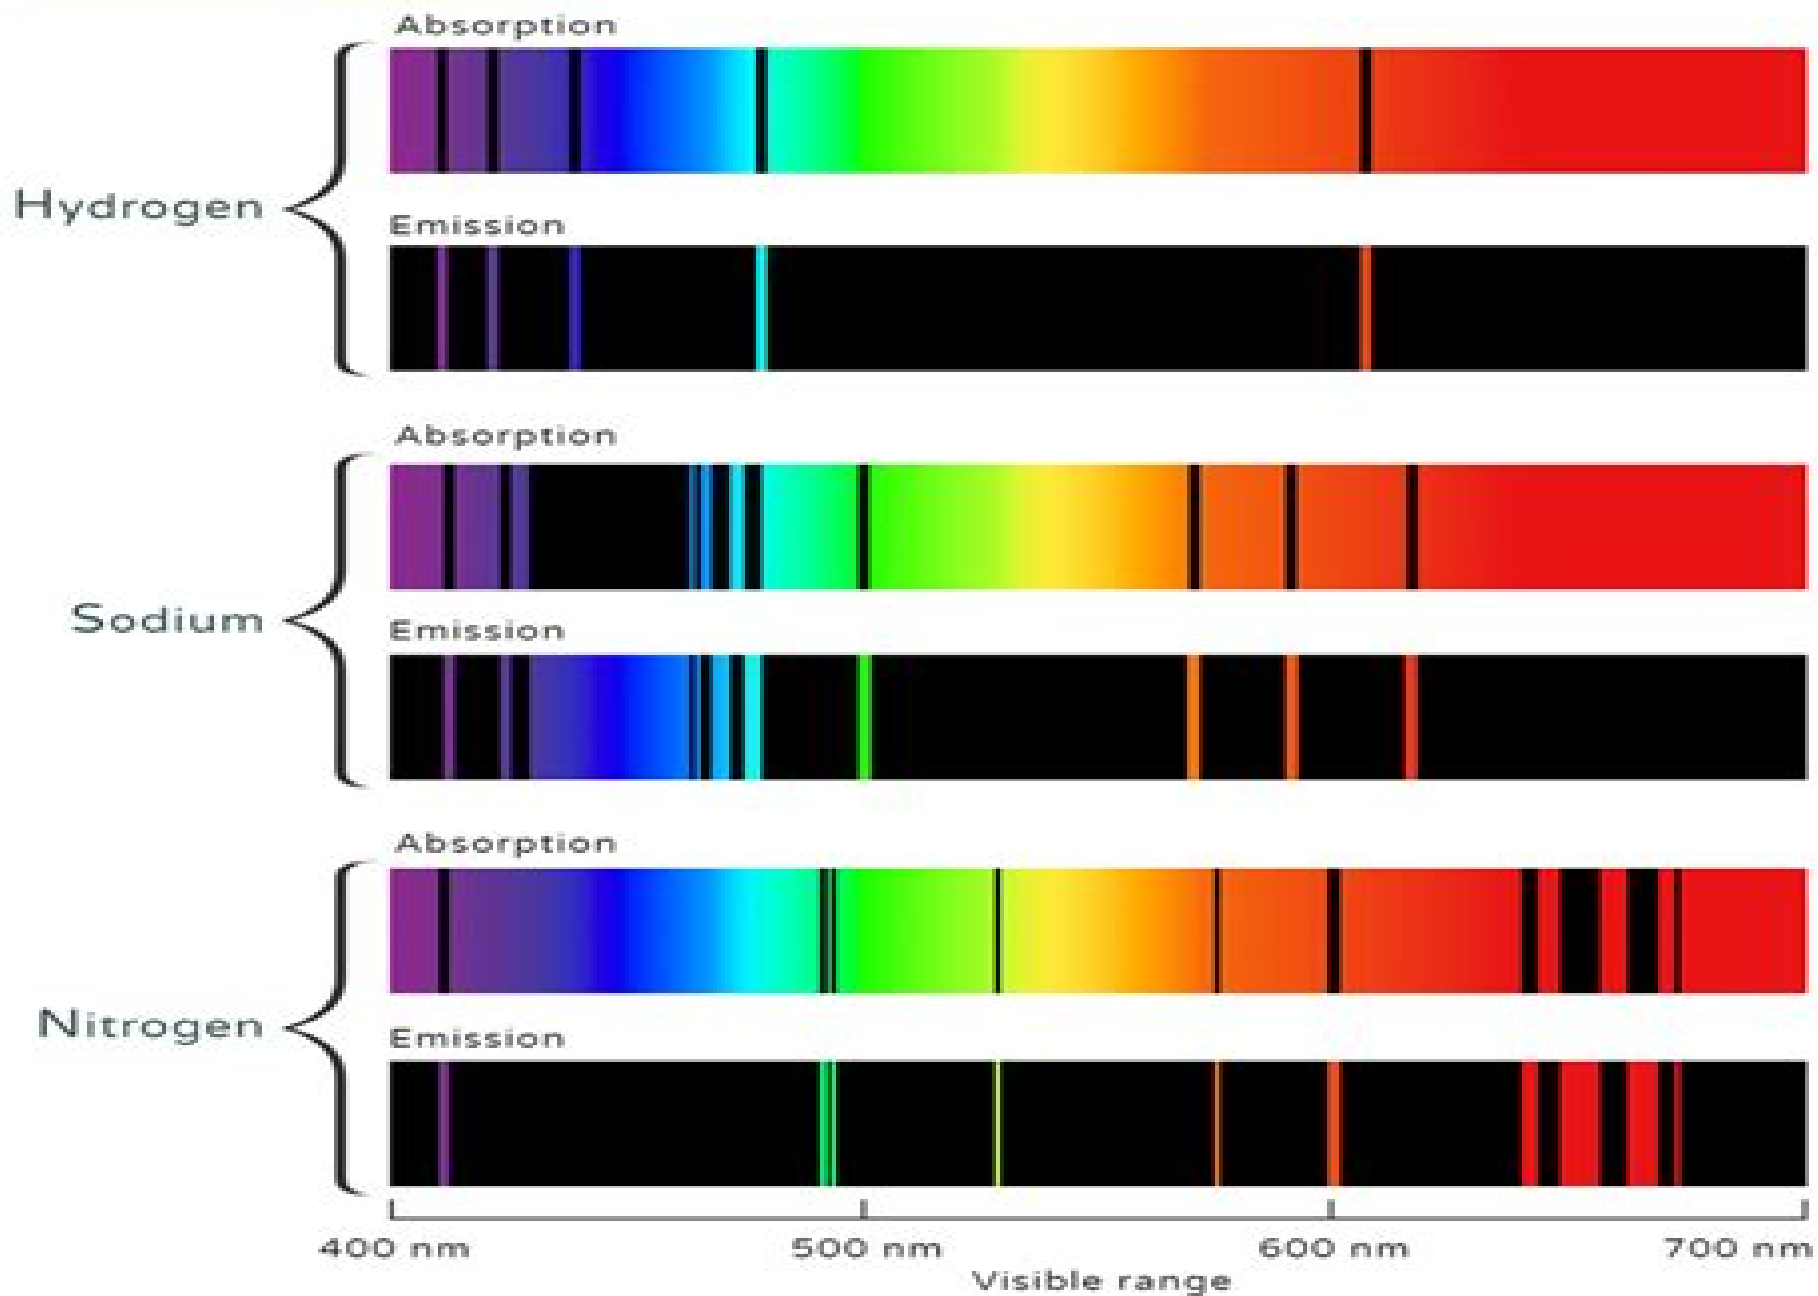 Absorption
Hydrogen
Emission
Absorption
Sodium
Emission
Absorption
Nitrogen
Emission
400 nm 500 nm 600 nm 700 nm
Visible range